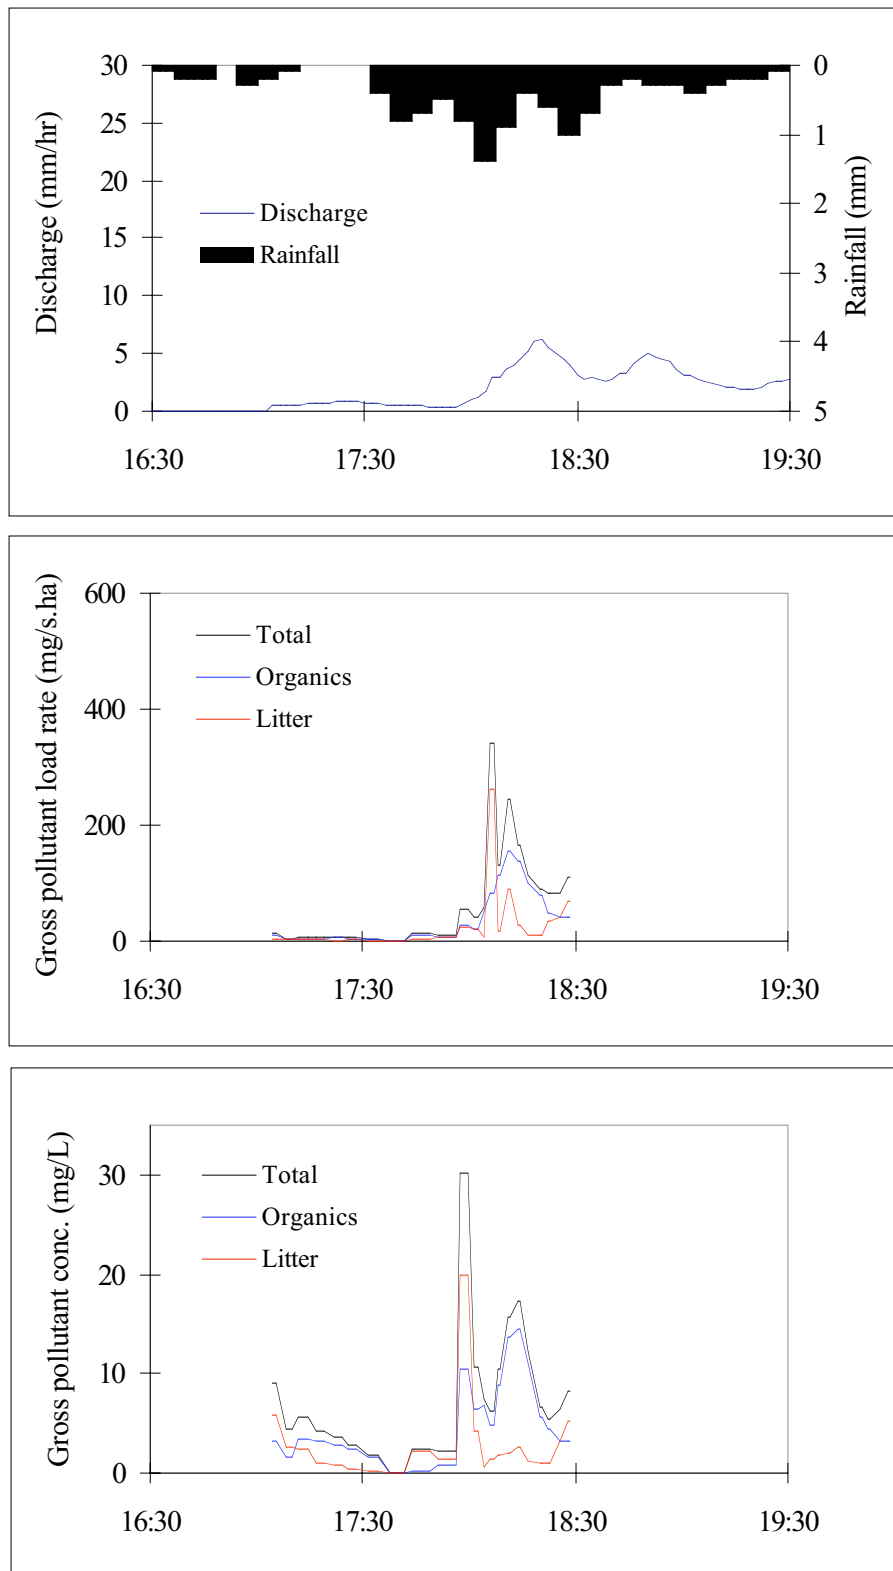 Discharge (mm/hr)
30
25
20
15
10
5
0
Discharge
Rainfall
0
1
2
3
4
5
Rainfall (mm)
16:30
17:30
18:30
19:30
Gross pollutant load rate (mg/s.ha)
600
400
200
0
Total
Organics
Litter
16:30
17:30
18:30
19:30
Gross pollutant conc. (mg/L)
30
20
10
0
Total
Organics
Litter
16:30
17:30
18:30
19:30